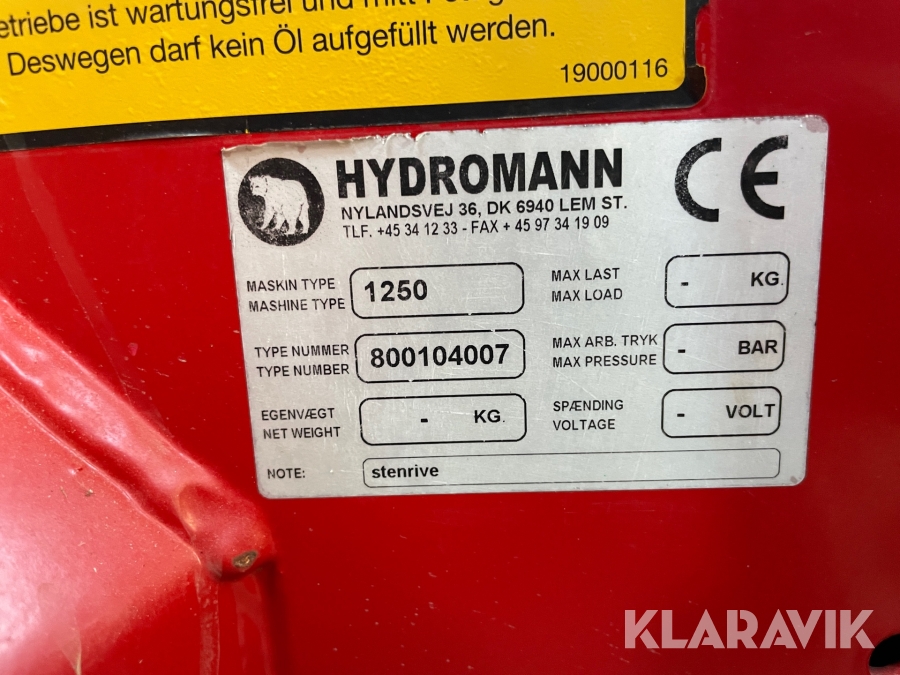 etriebe ist wartungsfrei und
Deswegen darf kein Öl aufgefüllt werden.
19000116
HYDROMANN
NYLANDSVEJ 36, DK 6940 LEM ST.
TLF. +45 34 12 33 - FAX + 45 97 34 19 09
CE
MASKIN TYPE
MASHINE TYPE
1250
MAX LAST
MAX LOAD
- KG.
TYPE NUMMER
TYPE NUMBER
800104007
MAX ARB. TRYK
MAX PRESSURE
- BAR
EGENVÆGT
NET WEIGHT
- KG.
SPÆNDING
VOLTAGE
- VOLT
NOTE: stenrive
KLARAVIK